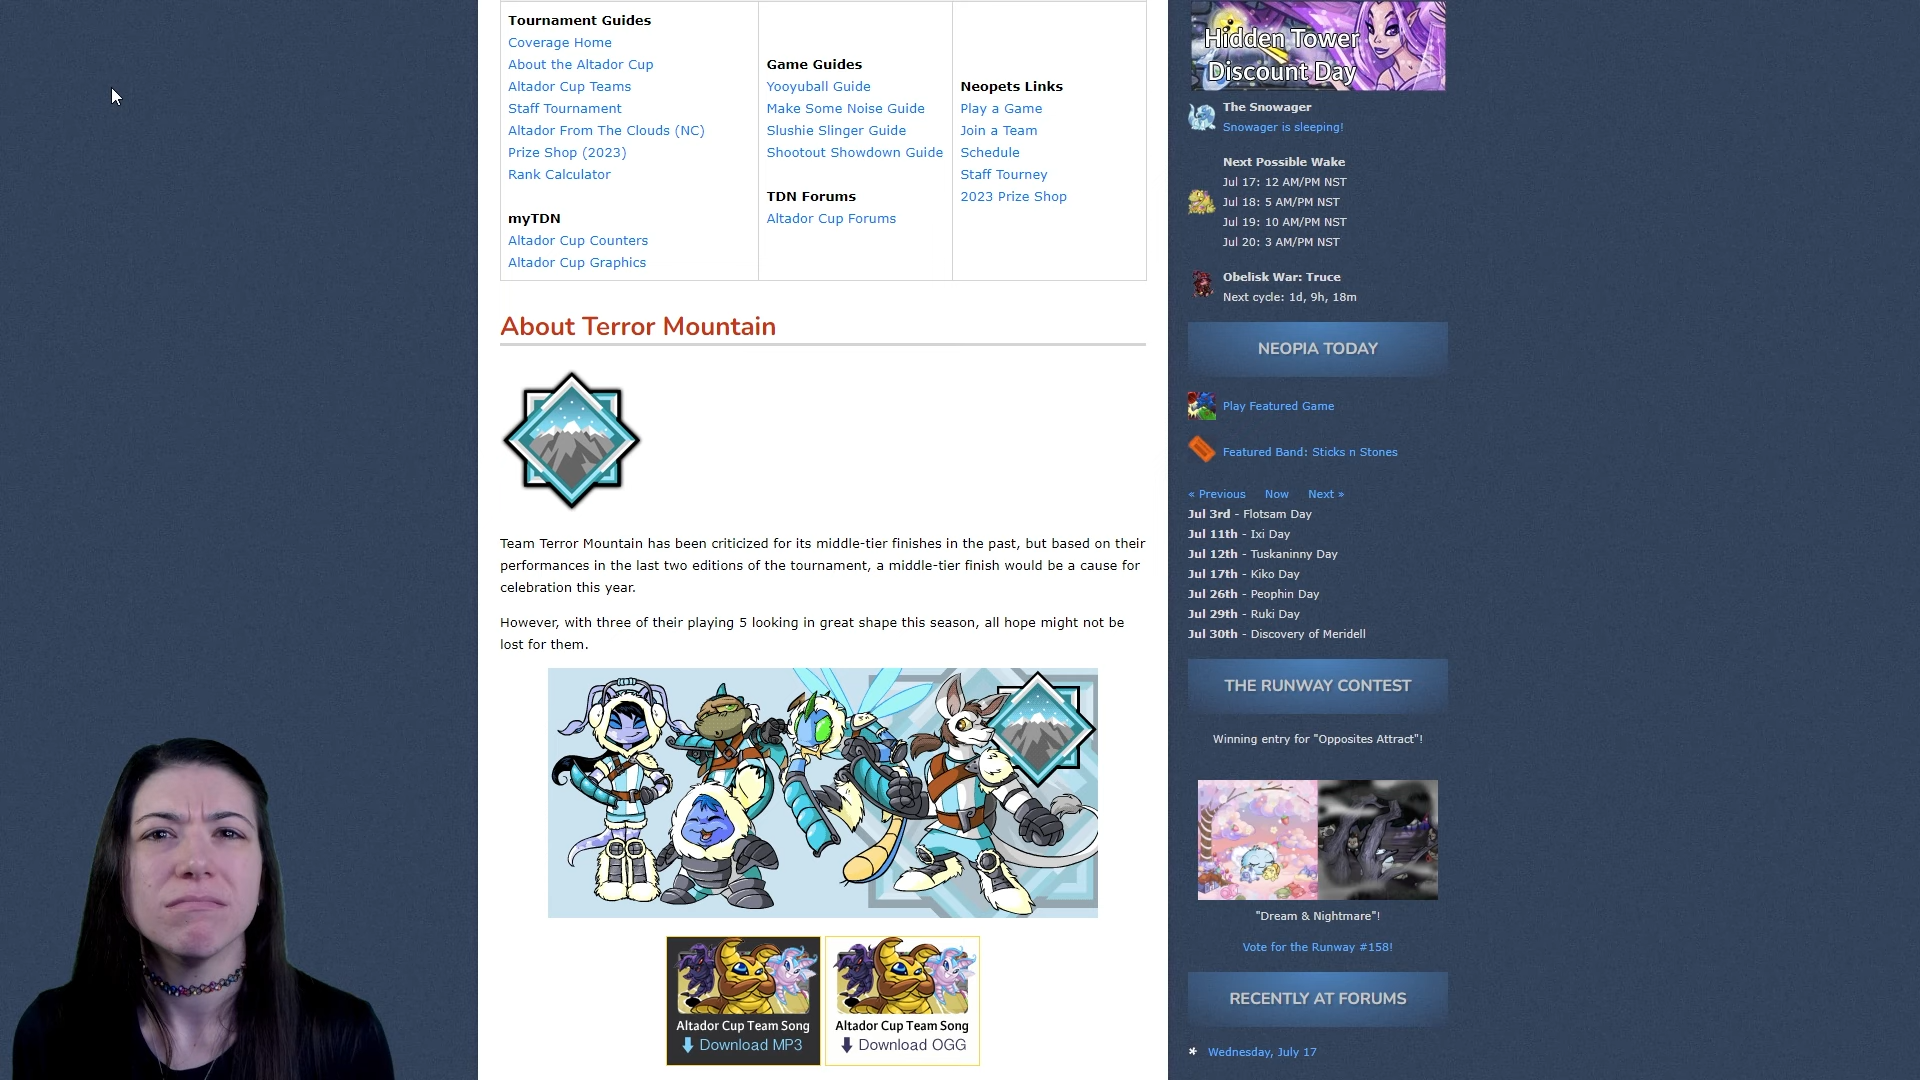 Tournament Guides
Coverage Home
About the Altador Cup
Altador Cup Teams
Staff Tournament
Altador From The Clouds (NC)
Prize Shop (2023)
Rank Calculator
myTDN
Altador Cup Counters
Altador Cup Graphics
Game Guides
Yooyuball Guide
Make Some Noise Guide
Slushie Slinger Guide
Shootout Showdown Guide
TDN Forums
Altador Cup Forums
Neopets Links
Play a Game
Join a Team
Schedule
Staff Tourney
2023 Prize Shop
About Terror Mountain
Team Terror Mountain has been criticized for its middle-tier finishes in the past, but based on their
performances in the last two editions of the tournament, a middle-tier finish would be a cause for
celebration this year.
However, with three of their playing 5 looking in great shape this season, all hope might not be
lost for them.
Altador Cup Team Song
Download MP3
Altador Cup Team Song
Download OGG
Hidden Tower
Discount Day
The Snowager
Snowager is sleeping!
Next Possible Wake
Jul 17: 12 AM/PM NST
Jul 18: 5 AM/PM NST
Jul 19: 10 AM/PM NST
Jul 20: 3 AM/PM NST
Obelisk War: Truce
Next cycle: 1d, 9h, 18m
NEOPIA TODAY
Play Featured Game
Featured Band: Sticks n Stones
« Previous Now Next »
Jul 3rd - Flotsam Day
Jul 11th - Ixi Day
Jul 12th - Tuskaninny Day
Jul 17th - Kiko Day
Jul 26th - Peophin Day
Jul 29th - Ruki Day
Jul 30th - Discovery of Meridell
THE RUNWAY CONTEST
Winning entry for "Opposites Attract"!
"Dream & Nightmare"!
Vote for the Runway #158!
RECENTLY AT FORUMS
* Wednesday, July 17